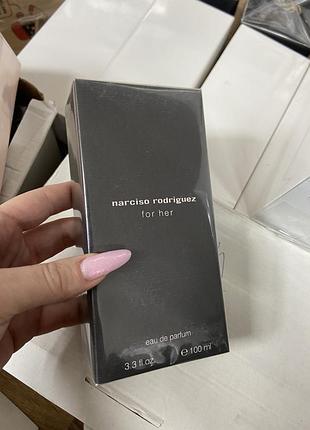 narciso rodriguez
for her
eau de parfum
3.3 fl.oz. ℮ 100 ml